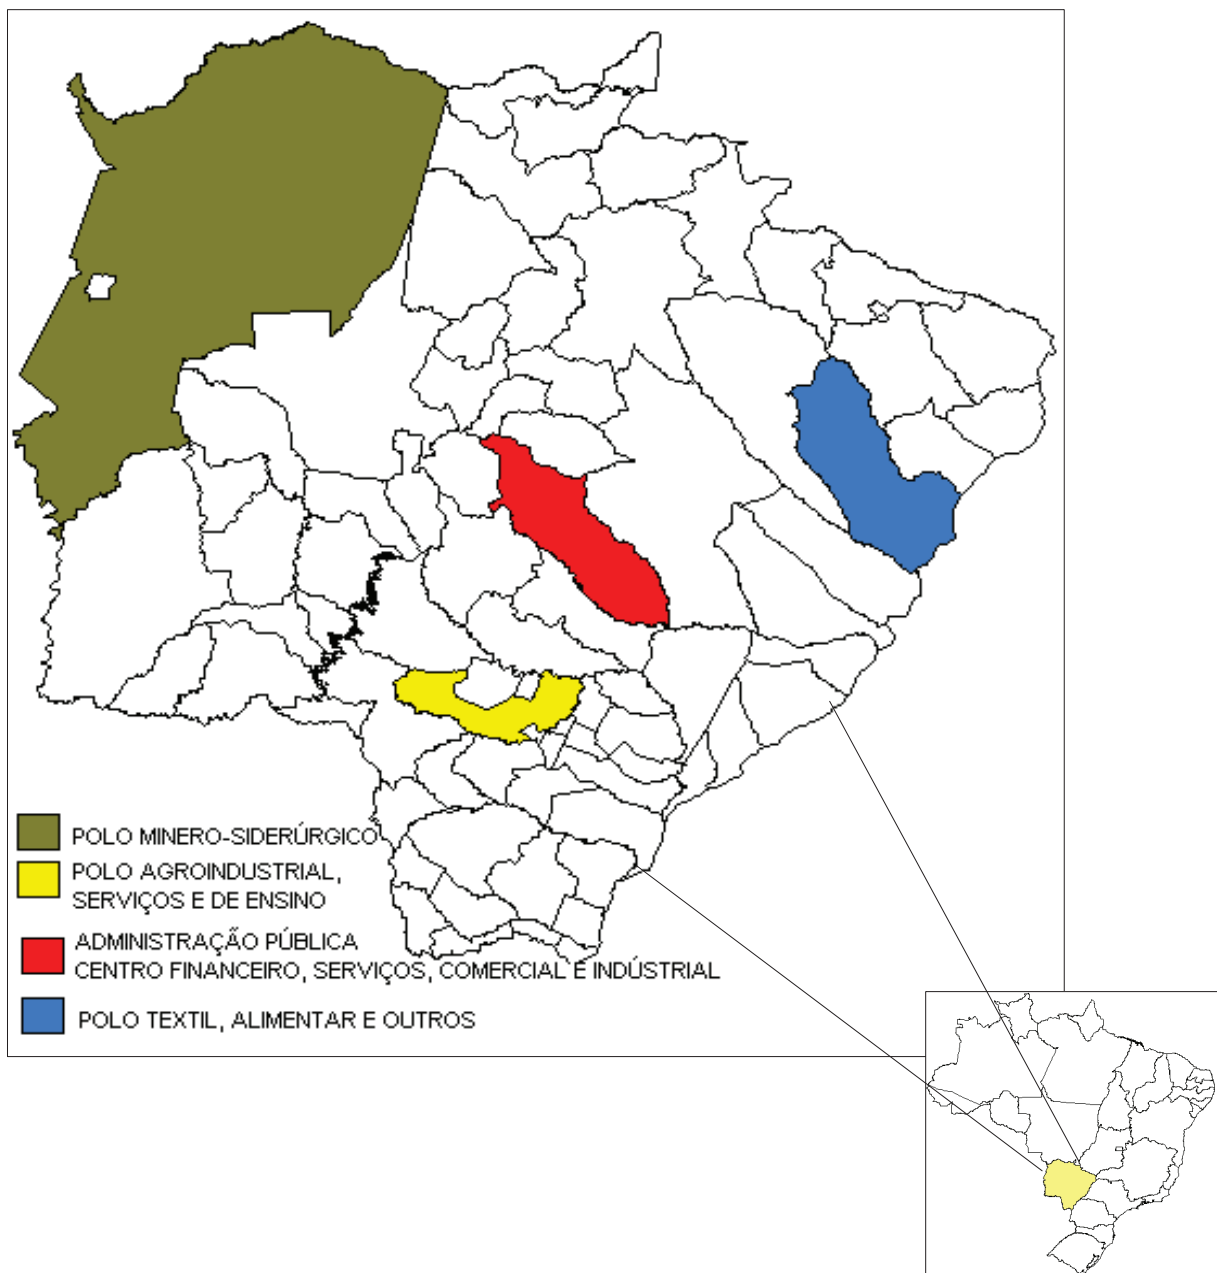 POLO MINERO-SIDERÚRGICO
POLO AGROINDUSTRIAL,
SERVIÇOS E DE ENSINO
ADMINISTRAÇÃO PÚBLICA
CENTRO FINANCEIRO, SERVIÇOS, COMERCIAL E INDÚSTRIAL
POLO TEXTIL, ALIMENTAR E OUTROS